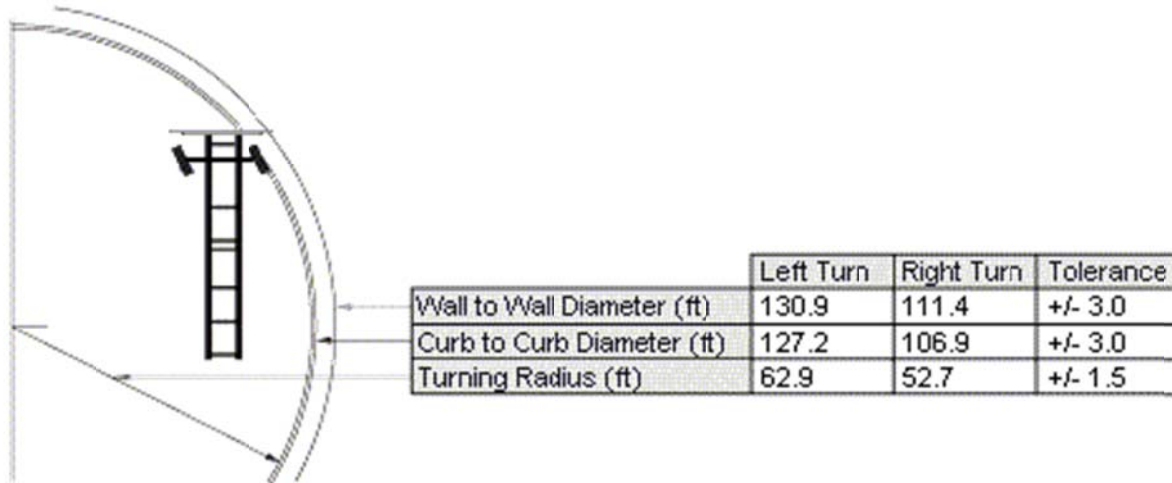 Left Turn Right Turn Tolerance
Wall to Wall Diameter (ft) 130.9 111.4 +/- 3.0
Curb to Curb Diameter (ft) 127.2 106.9 +/- 3.0
Turning Radius (ft) 62.9 52.7 +/- 1.5